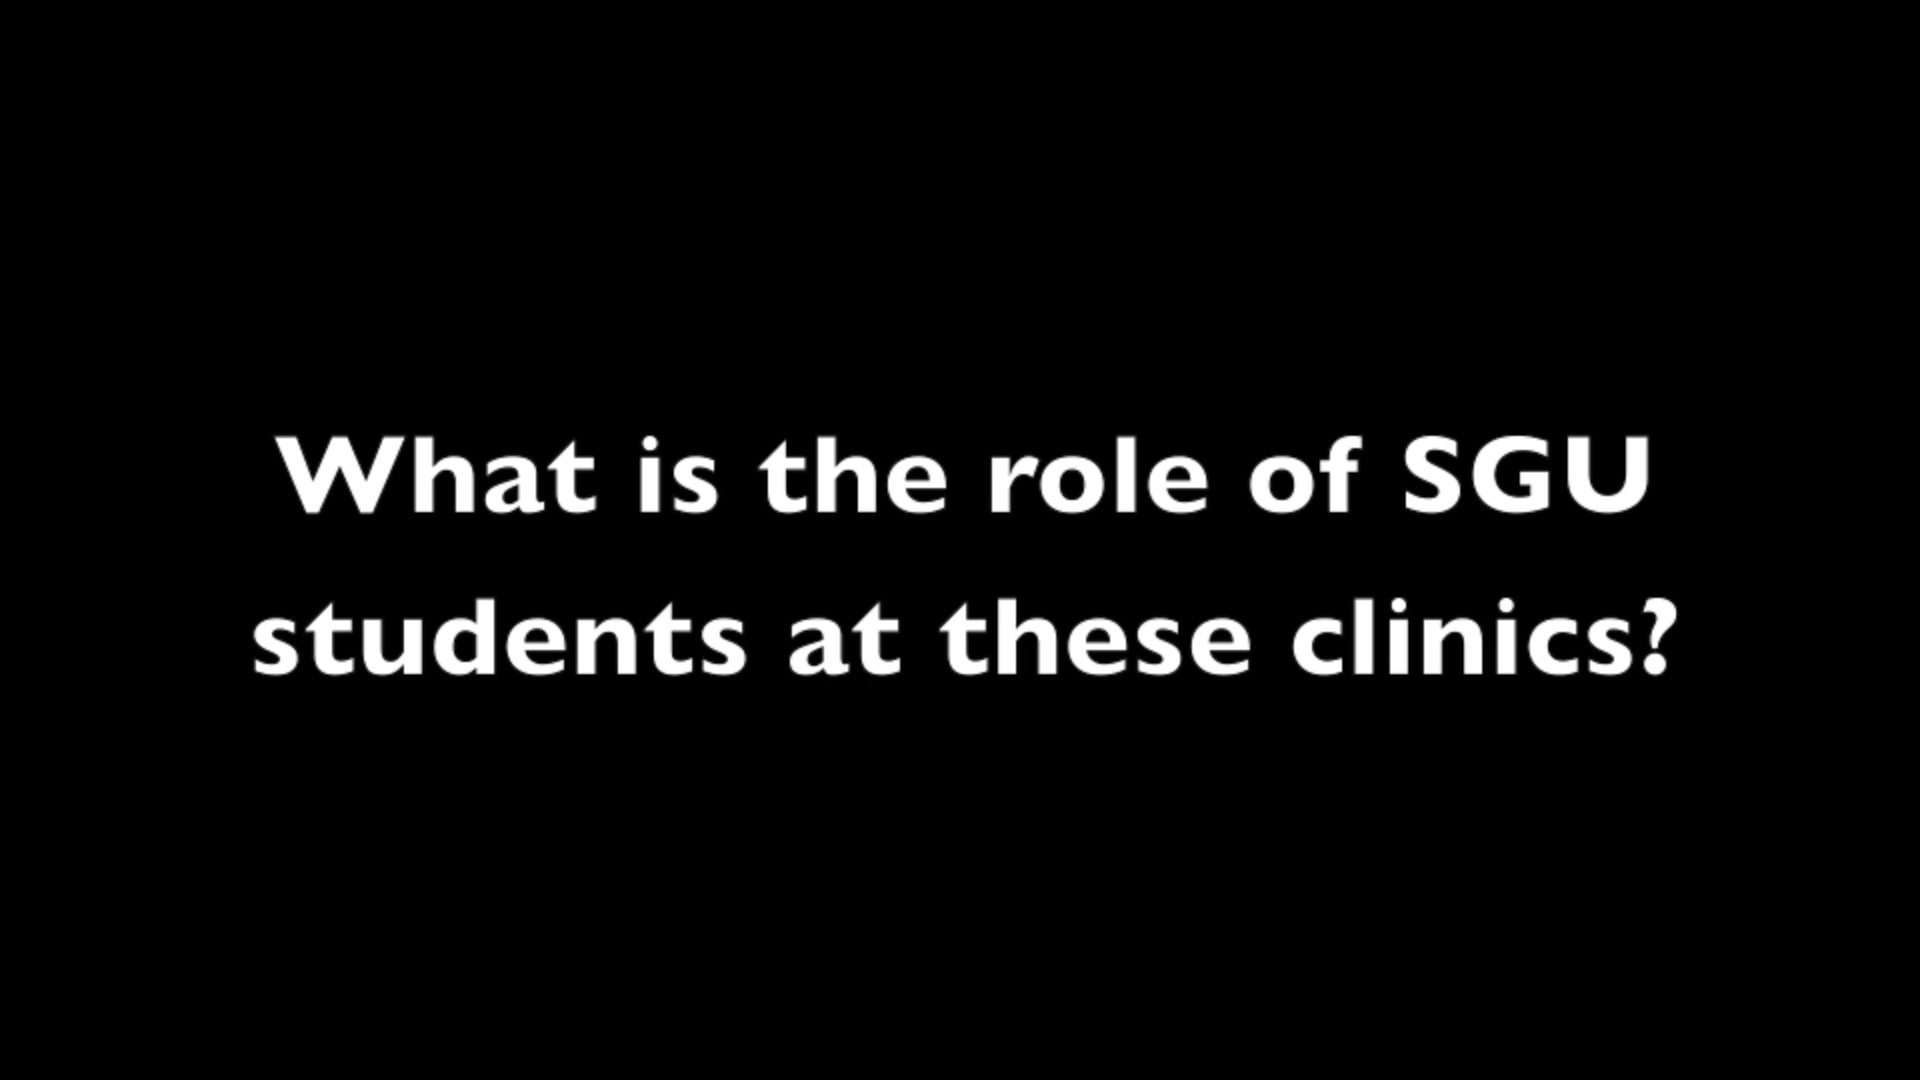 What is the role of SGU
students at these clinics?